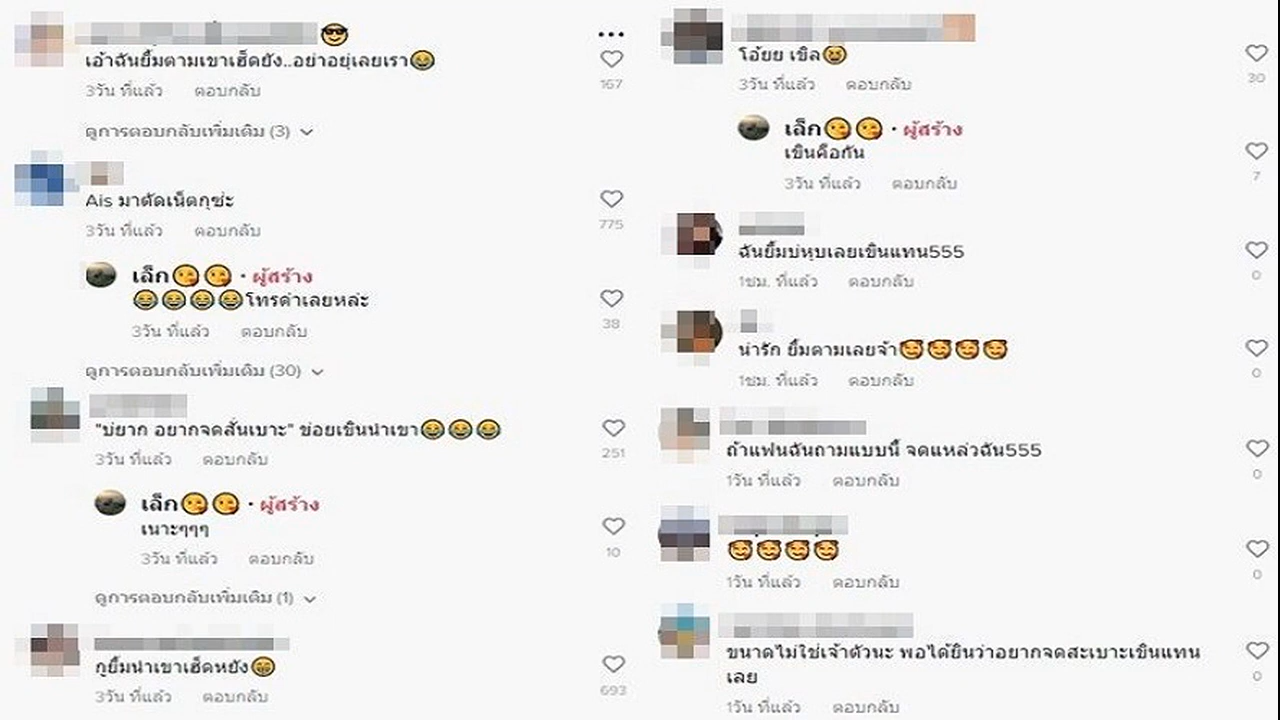 😎
เอ้าฉันยิ้มตามเขาเฮ็ดยัง..อย่าอยุ่เลยเรา😂
167
3วัน ที่แล้ว ตอบกลับ
ดูการตอบกลับเพิ่มเติม (3)
Ais มาตัดเน็ตกุซ่ะ
775
3วัน ที่แล้ว ตอบกลับ
เล็ก😋😋 · ผู้สร้าง
😂😂😂😂โทรด่าเลยหล่ะ
38
3วัน ที่แล้ว ตอบกลับ
ดูการตอบกลับเพิ่มเติม (30)
"บ่ยาก อยากจดสั่นเบาะ" ข่อยเขินนำเขา😂😂😂
251
3วัน ที่แล้ว ตอบกลับ
เล็ก😋😋 · ผู้สร้าง
เนาะๆๆๆ
10
3วัน ที่แล้ว ตอบกลับ
ดูการตอบกลับเพิ่มเติม (1)
กูยิ้มนำเขาเฮ็ดหยัง😁
693
3วัน ที่แล้ว ตอบกลับ
โอ้ยย เขิล😆
30
3วัน ที่แล้ว ตอบกลับ
เล็ก😋😋 · ผู้สร้าง
เขินคือกัน
7
3วัน ที่แล้ว ตอบกลับ
ฉันยิ้มบ่หุบเลยเขินแทน555
0
1ชม. ที่แล้ว ตอบกลับ
น่ารัก ยิ้มตามเลยจ้า🥰🥰🥰🥰
0
1ชม. ที่แล้ว ตอบกลับ
ถ้าแฟนฉันถามแบบนี้ จดแหล่วฉัน555
0
1วัน ที่แล้ว ตอบกลับ
🥰🥰🥰🥰
0
1วัน ที่แล้ว ตอบกลับ
ขนาดไม่ใช่เจ้าตัวนะ พอได้ยินว่าอยากจดสะเบาะเขินแทน
เลย
0
1วัน ที่แล้ว ตอบกลับ